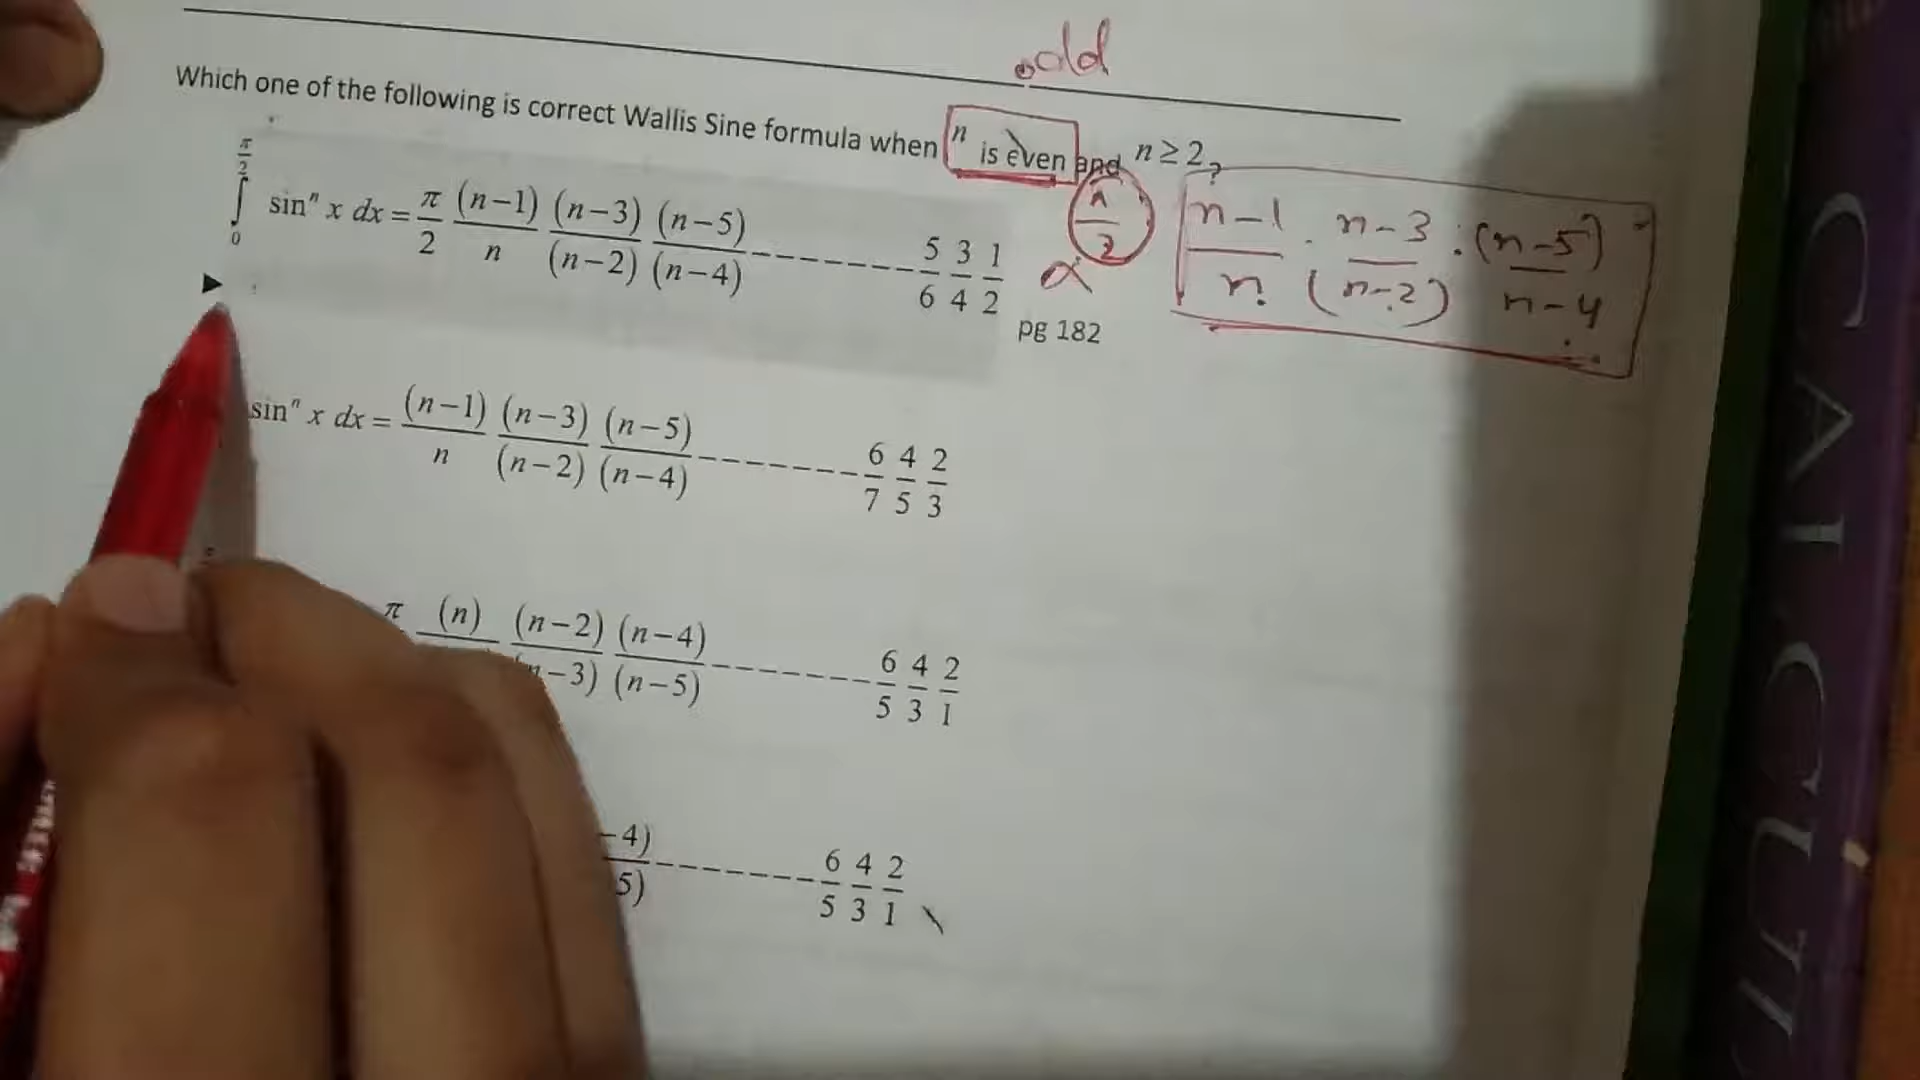 odd
Which one of the following is correct Wallis Sine formula when n is even and n ≥ 2 ?
∫₀^(π/2) sinⁿ x dx = π/2 (n−1)/n (n−3)/(n−2) (n−5)/(n−4) -------- 5/6 3/4 1/2
π/2
n−1/n . n−3/(n−2) : (n−5)/n−4
pg 182
sinⁿ x dx = (n−1)/n (n−3)/(n−2) (n−5)/(n−4) -------- 6/7 4/5 2/3
π (n) (n−2)/(n−3) (n−4)/(n−5) -------- 6/5 4/3 2/1
−4)/5) -------- 6/5 4/3 2/1
CALCU